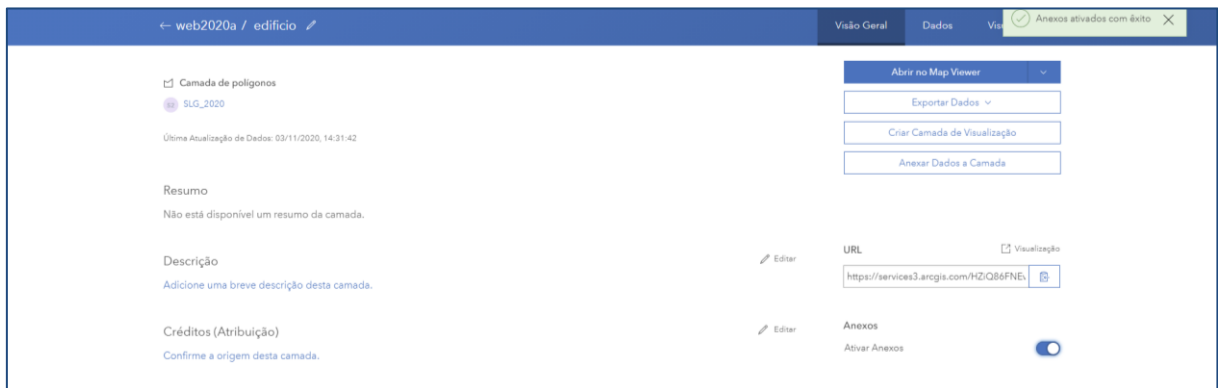 ← web2020a / edificio
Visão Geral
Dados
Anexos ativados com êxito
Camada de polígonos
SLG_2020
Última Atualização de Dados: 03/11/2020, 14:31:42
Abrir no Map Viewer
Exportar Dados
Criar Camada de Visualização
Anexar Dados a Camada
Resumo
Não está disponível um resumo da camada.
Descrição
Editar
Adicione uma breve descrição desta camada.
URL
Visualização
https://services3.arcgis.com/HZiQB6FNE
Créditos (Atribuição)
Editar
Confirme a origem desta camada.
Anexos
Ativar Anexos